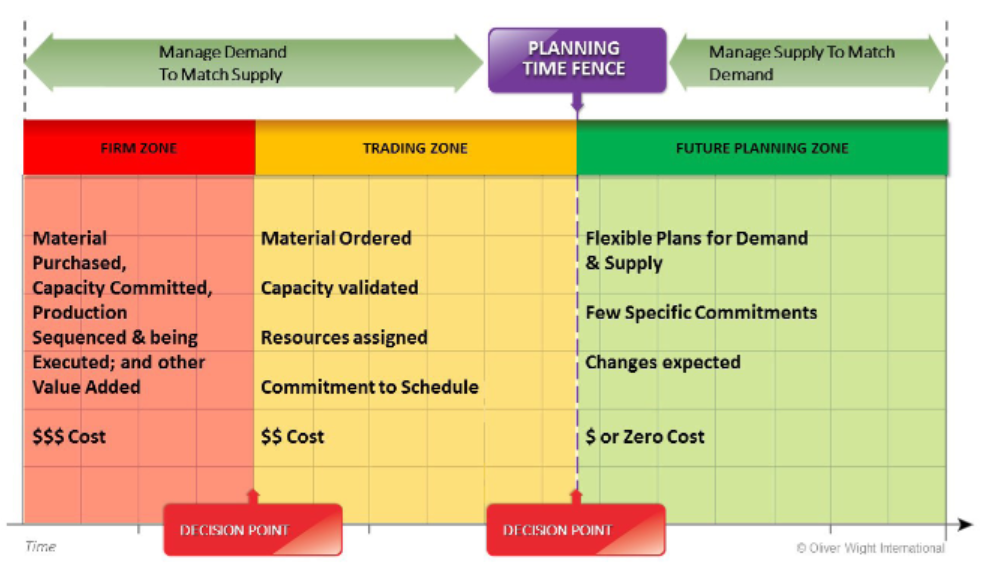 Manage Demand
To Match Supply
PLANNING
TIME FENCE
Manage Supply To Match
Demand
FIRM ZONE
TRADING ZONE
FUTURE PLANNING ZONE
Material
Purchased,
Capacity Committed,
Production
Sequenced & being
Executed; and other
Value Added
$$$ Cost
Material Ordered
Capacity validated
Resources assigned
Commitment to Schedule
$$ Cost
Flexible Plans for Demand
& Supply
Few Specific Commitments
Changes expected
$ or Zero Cost
DECISION POINT
DECISION POINT
Time
© Oliver Wight International